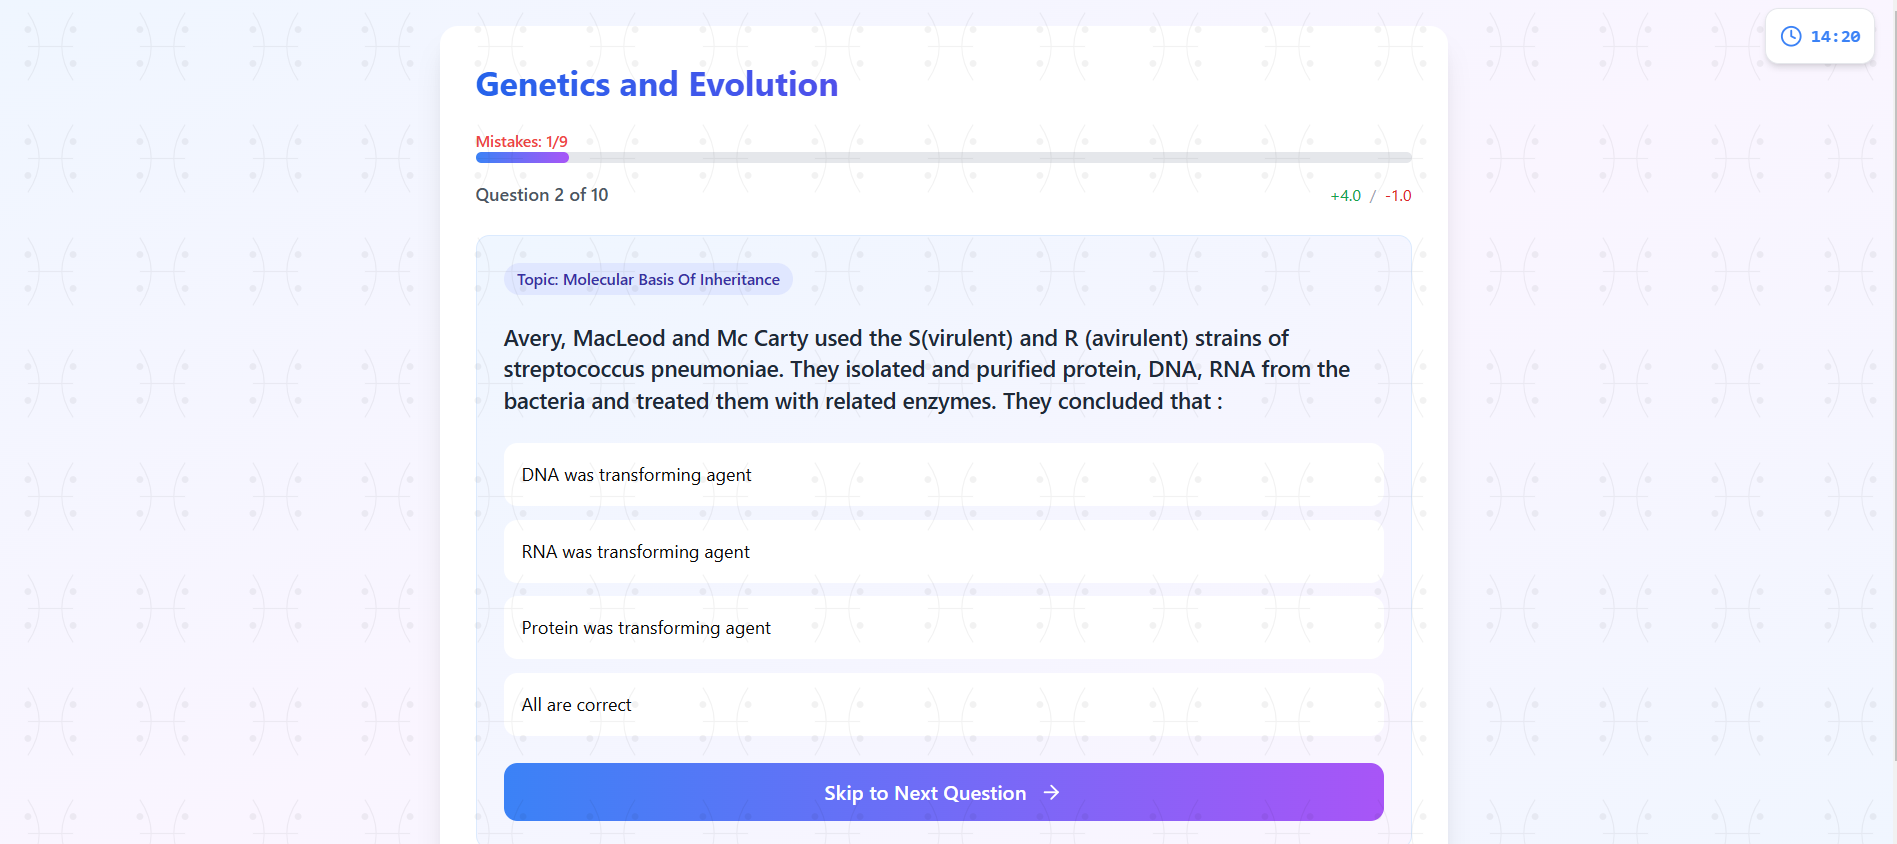 14:20
Genetics and Evolution
Mistakes: 1/9
Question 2 of 10
+4.0 / -1.0
Topic: Molecular Basis Of Inheritance
Avery, MacLeod and Mc Carty used the S(virulent) and R (avirulent) strains of
streptococcus pneumoniae. They isolated and purified protein, DNA, RNA from the
bacteria and treated them with related enzymes. They concluded that :
DNA was transforming agent
RNA was transforming agent
Protein was transforming agent
All are correct
Skip to Next Question →